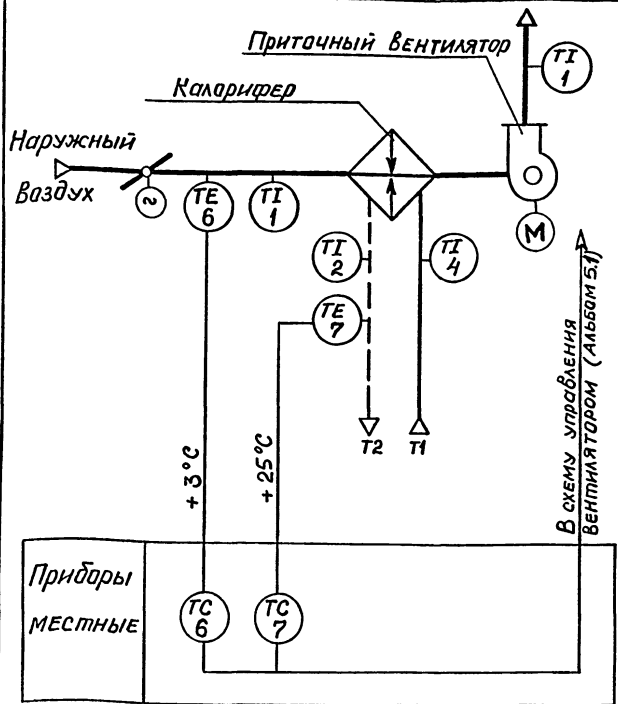 Приточный вентилятор
TI
1
Калорифер
Наружный
Воздух
~
TE
6
TI
1
M
TI
2
TI
4
TE
7
T2
T1
+3°C
+25°C
В схему управления
вентилятором (Альбом 5.1)
Приборы
местные
TC
6
TC
7